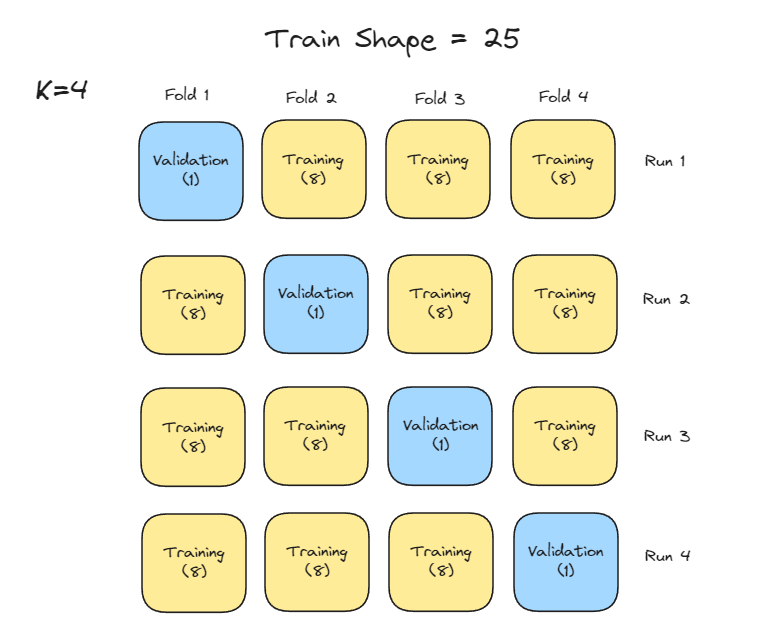 Train Shape = 25
K=4
Fold 1
Fold 2
Fold 3
Fold 4
Validation
(1)
Training
(8)
Training
(8)
Training
(8)
Run 1
Training
(8)
Validation
(1)
Training
(8)
Training
(8)
Run 2
Training
(8)
Training
(8)
Validation
(1)
Training
(8)
Run 3
Training
(8)
Training
(8)
Training
(8)
Validation
(1)
Run 4